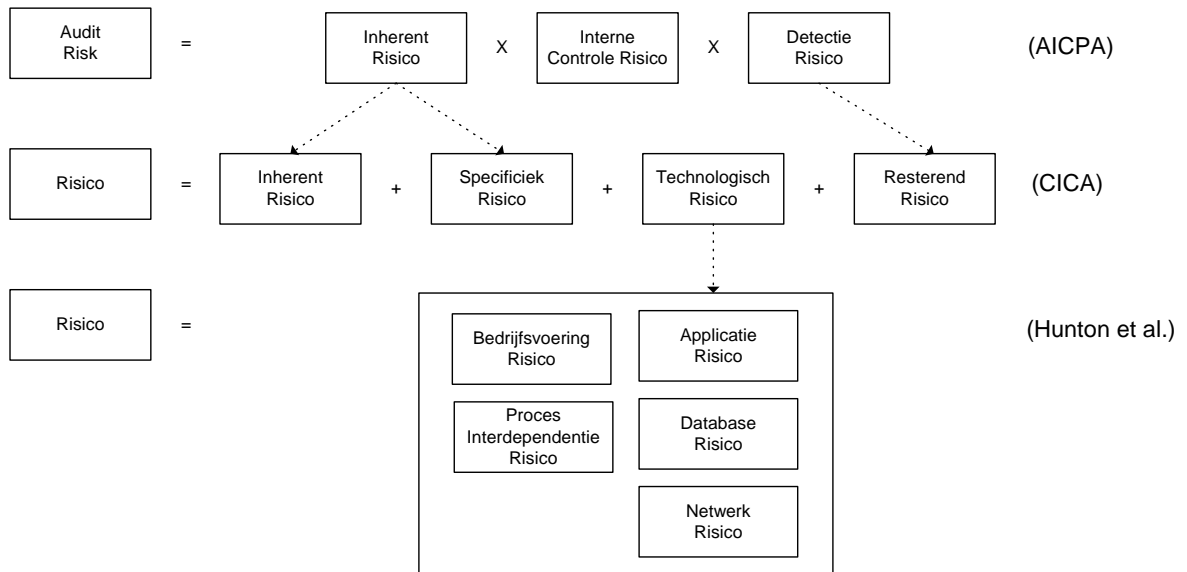 Audit
Risk
=
Inherent
Risico
X
Interne
Controle Risico
X
Detectie
Risico
(AICPA)
Risico
=
Inherent
Risico
+
Specificiek
Risico
+
Technologisch
Risico
+
Resterend
Risico
(CICA)
Risico
=
(Hunton et al.)
Bedrijfsvoering
Risico
Applicatie
Risico
Proces
Interdependentie
Risico
Database
Risico
Netwerk
Risico